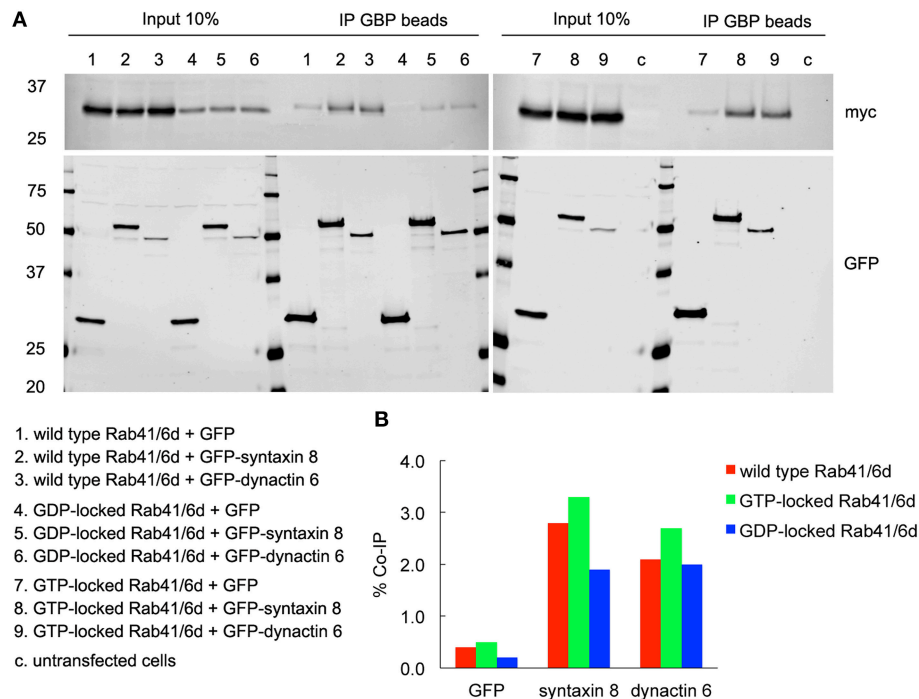 A
Input 10% IP GBP beads Input 10% IP GBP beads
1 2 3 4 5 6 1 2 3 4 5 6 7 8 9 c 7 8 9 c
37
25
myc
75
50
37
25
20
GFP
1. wild type Rab41/6d + GFP
2. wild type Rab41/6d + GFP-syntaxin 8
3. wild type Rab41/6d + GFP-dynactin 6
4. GDP-locked Rab41/6d + GFP
5. GDP-locked Rab41/6d + GFP-syntaxin 8
6. GDP-locked Rab41/6d + GFP-dynactin 6
7. GTP-locked Rab41/6d + GFP
8. GTP-locked Rab41/6d + GFP-syntaxin 8
9. GTP-locked Rab41/6d + GFP-dynactin 6
c. untransfected cells
B
% Co-IP
4.0
3.0
2.0
1.0
0.0
GFP syntaxin 8 dynactin 6
wild type Rab41/6d
GTP-locked Rab41/6d
GDP-locked Rab41/6d